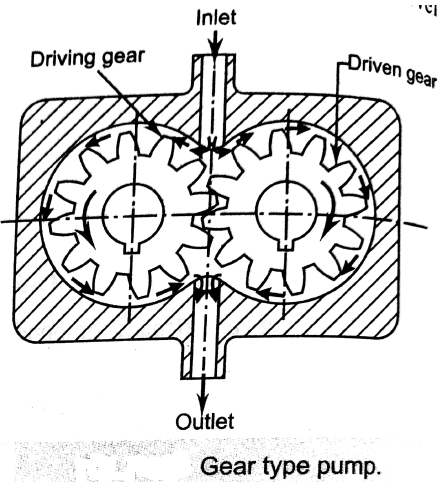 Inlet
Driving gear
Driven gear
Outlet
Gear type pump.